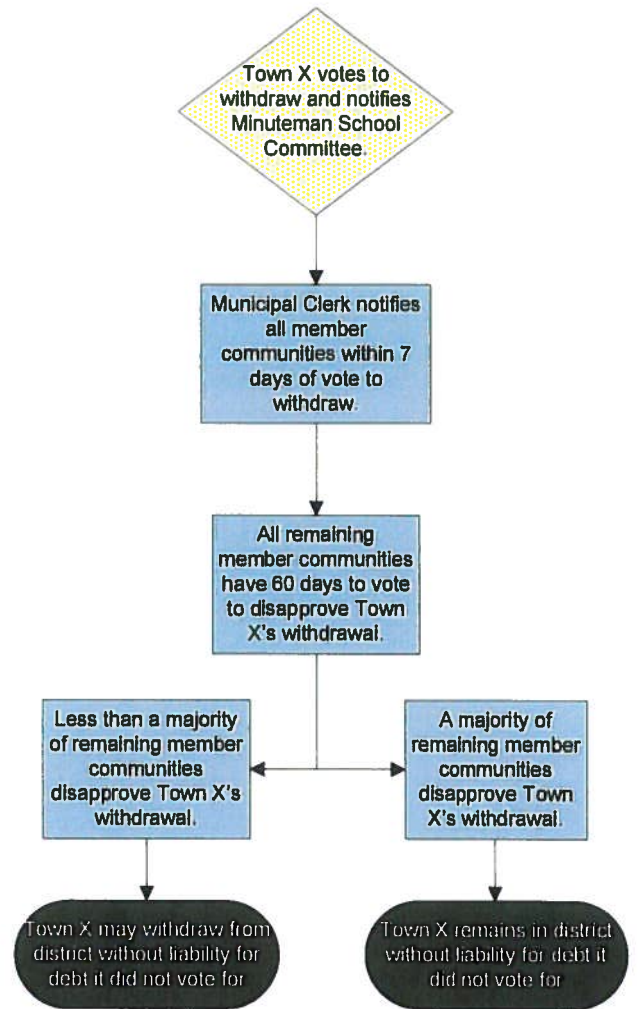 Town X votes to
withdraw and notifies
Minuteman School
Committee.
Municipal Clerk notifies
all member
communities within 7
days of vote to
withdraw.
All remaining
member communities
have 60 days to vote
to disapprove Town
X's withdrawal.
Less than a majority
of remaining member
communities
disapprove Town X's
withdrawal.
A majority of
remaining member
communities
disapprove Town
X's withdrawal.
Town X may withdraw from
district without liability for
debt it did not vote for
Town X remains in district
without liability for debt it
did not vote for